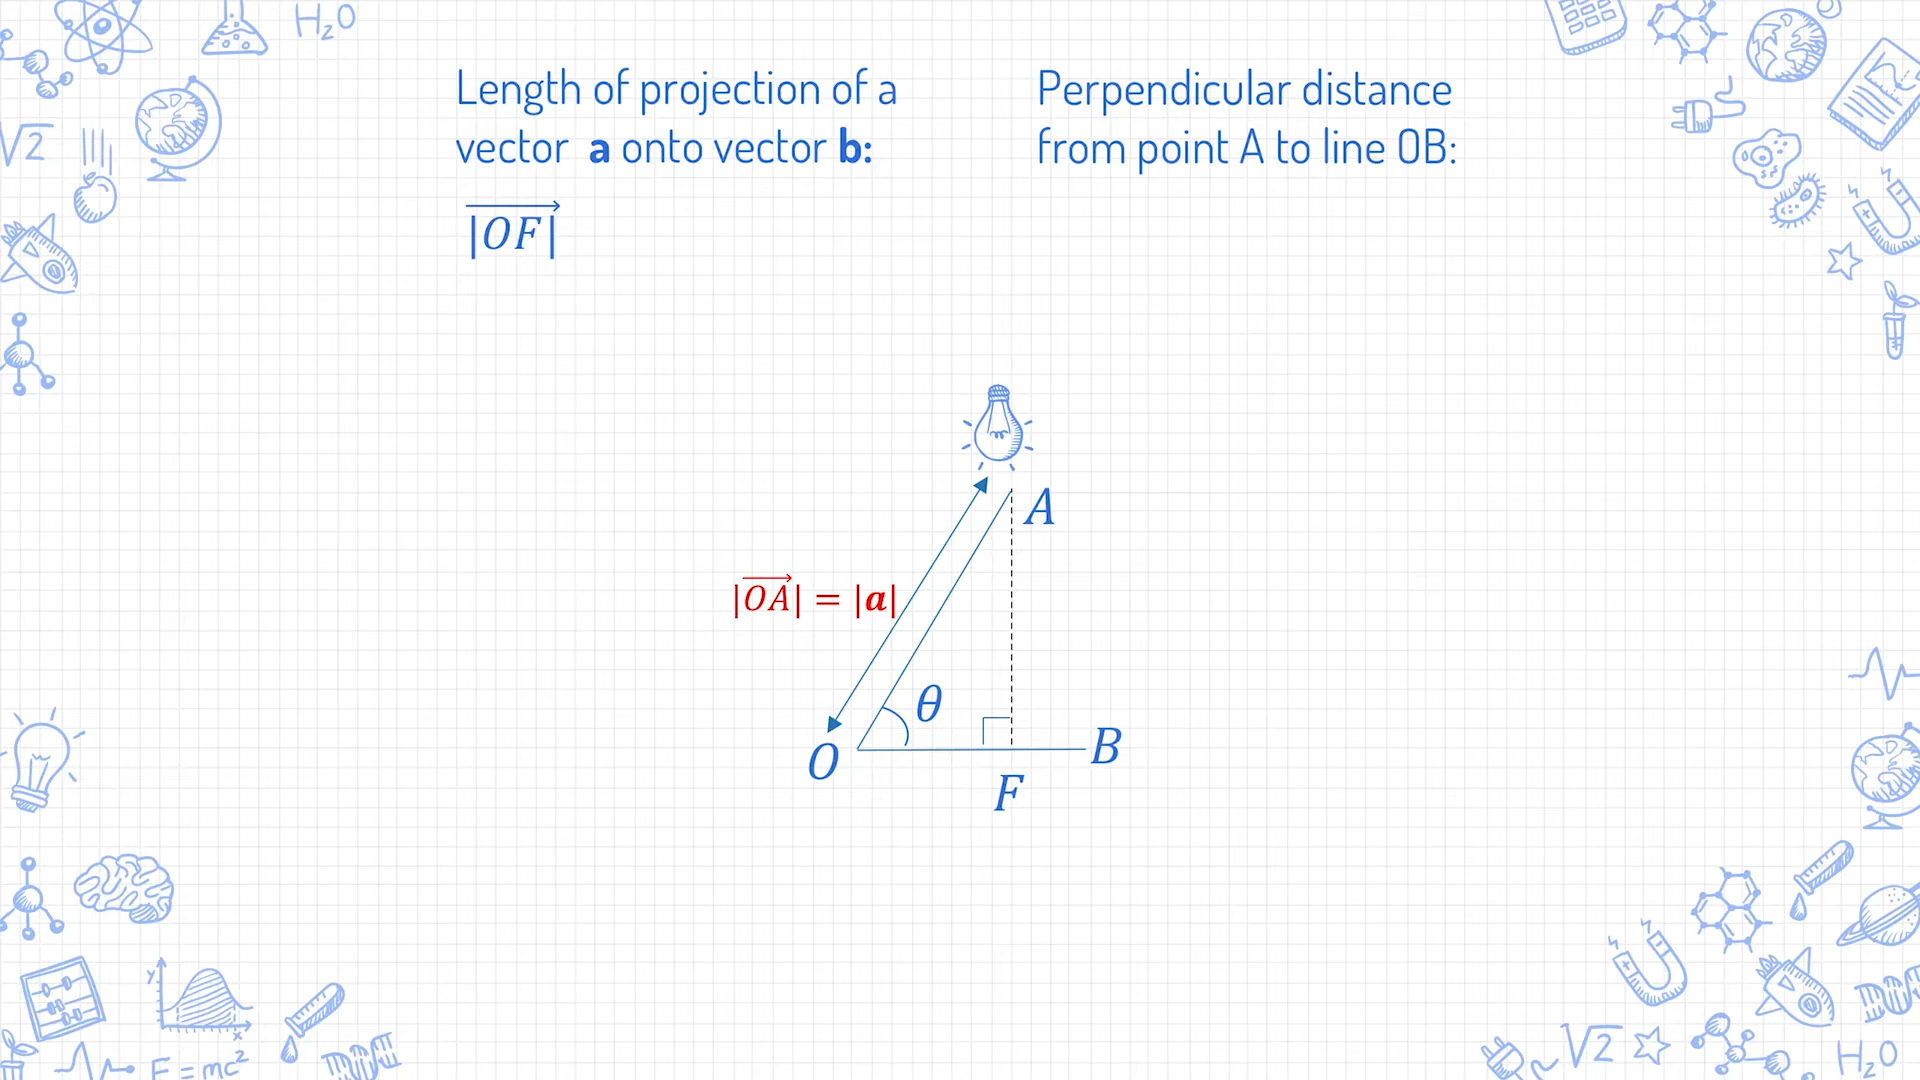 H₂O
Length of projection of a
vector a onto vector b:
|OF|
Perpendicular distance
from point A to line OB:
√2
A
|OA| = |a|
θ
O
B
F
y
x
E = mc²
√2
H₂O